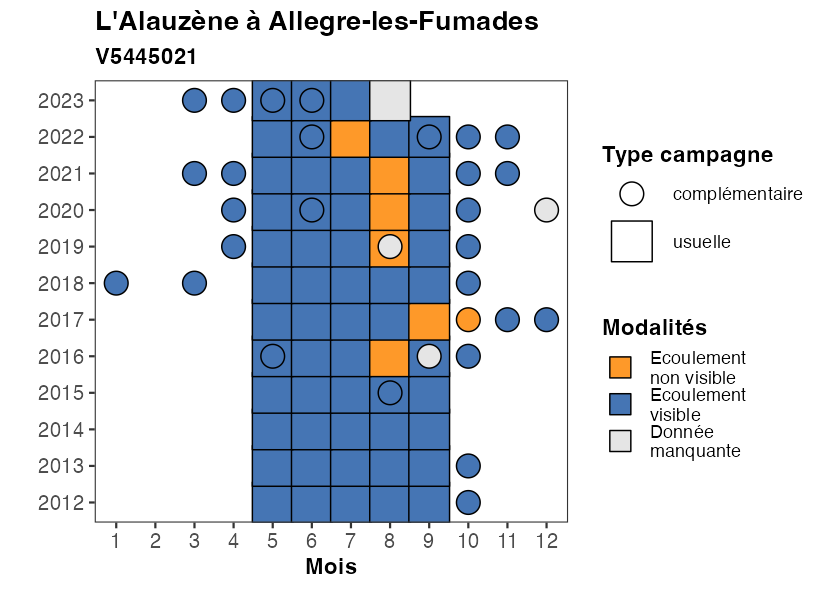 L'Alauzène à Allegre-les-Fumades
V5445021
2023
2022
2021
2020
2019
2018
2017
2016
2015
2014
2013
2012
1 2 3 4 5 6 7 8 9 10 11 12
Mois
Type campagne
complémentaire
usuelle
Modalités
Ecoulement
non visible
Ecoulement
visible
Donnée
manquante